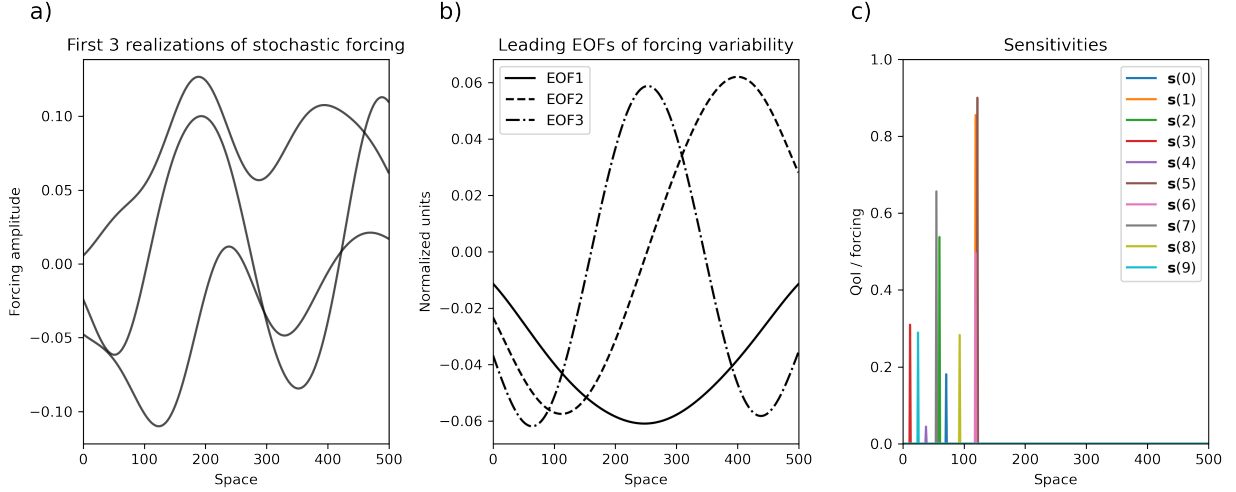 a)
First 3 realizations of stochastic forcing
Forcing amplitude
0.10
0.05
0.00
−0.05
−0.10
0 100 200 300 400 500
Space
b)
Leading EOFs of forcing variability
Normalized units
EOF1
EOF2
EOF3
0.06
0.04
0.02
0.00
−0.02
−0.04
−0.06
0 100 200 300 400 500
Space
c)
Sensitivities
QoI / forcing
1.0
0.8
0.6
0.4
0.2
0.0
s(0)
s(1)
s(2)
s(3)
s(4)
s(5)
s(6)
s(7)
s(8)
s(9)
0 100 200 300 400 500
Space